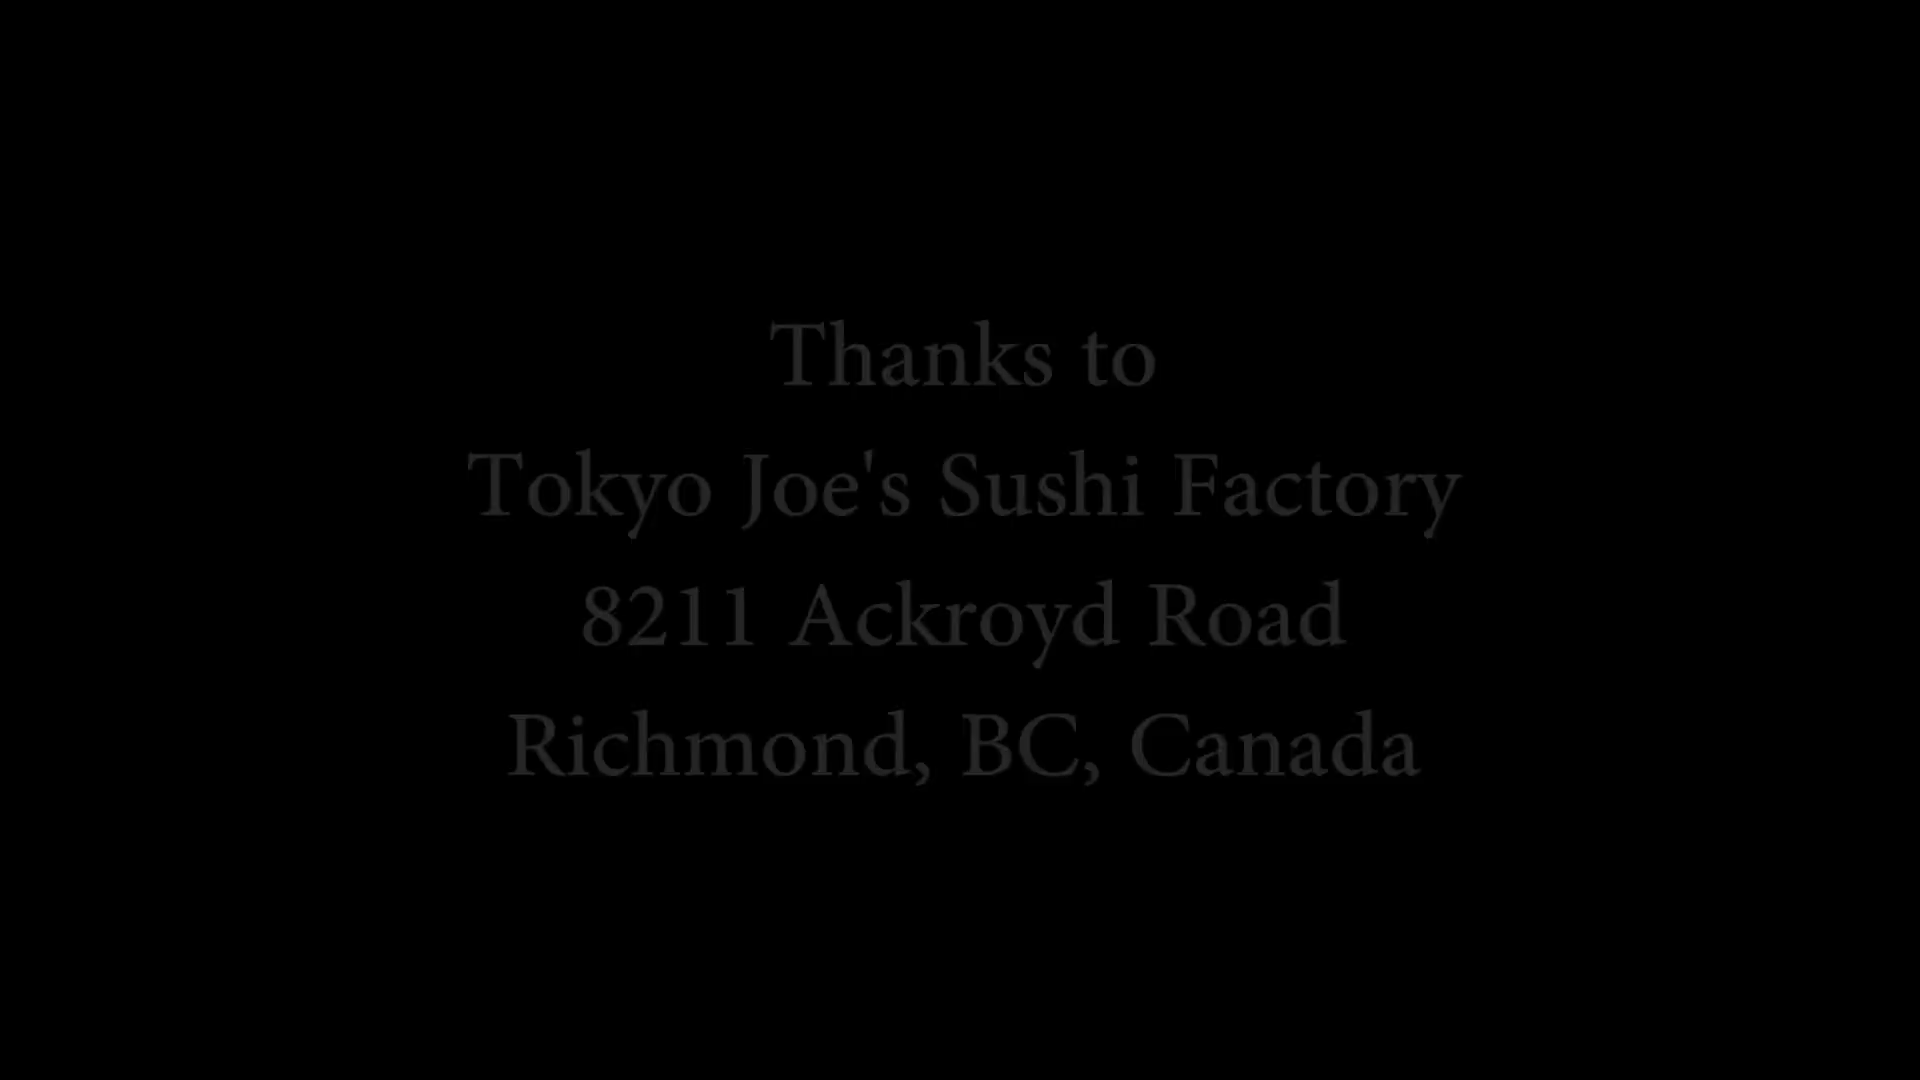 Thanks to
Tokyo Joe's Sushi Factory
8211 Ackroyd Road
Richmond, BC, Canada